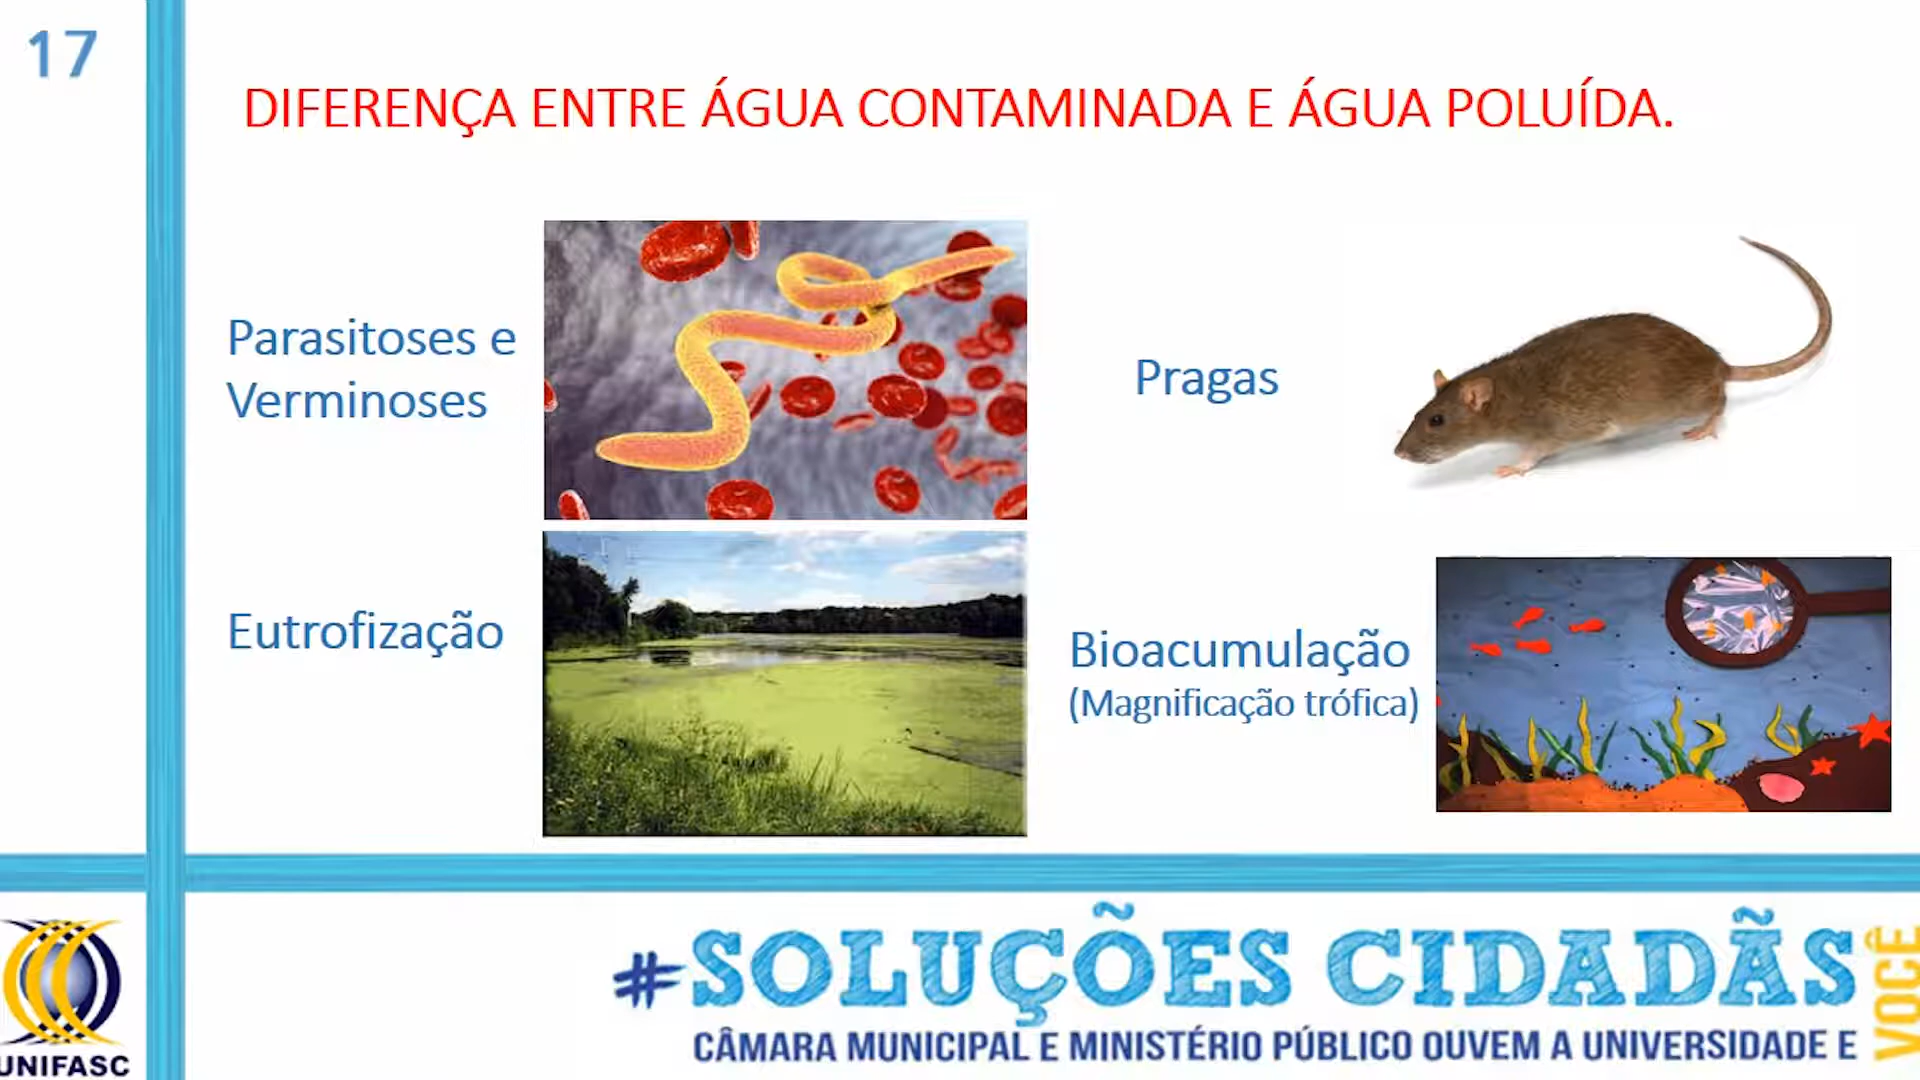 17
DIFERENÇA ENTRE ÁGUA CONTAMINADA E ÁGUA POLUÍDA.
Parasitoses e
Verminoses
Pragas
Eutrofização
Bioacumulação
(Magnificação trófica)
UNIFASC
#SOLUÇÕES CIDADÃS
CÂMARA MUNICIPAL E MINISTÉRIO PÚBLICO OUVEM A UNIVERSIDADE E
VOCÊ